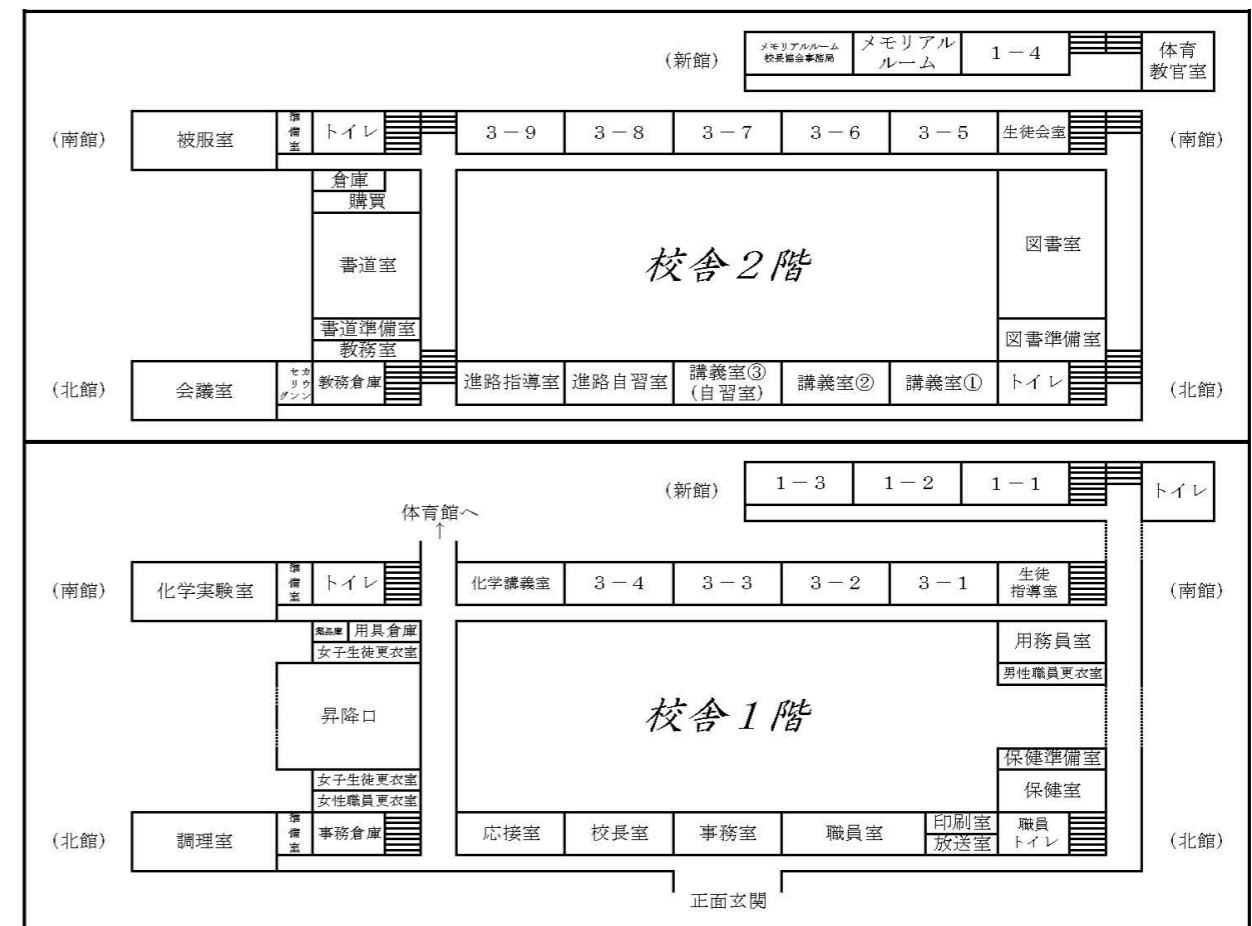 (新館)
メモリアルルーム
校長協会事務局
メモリアル
ルーム
1-4
体育
教官室
(南館)
被服室
準備室
トイレ
3-9
3-8
3-7
3-6
3-5
生徒会室
(南館)
倉庫
購買
書道室
書道準備室
教務室
校舎2階
図書室
図書準備室
(北館)
会議室
カウンセリング
教務倉庫
進路指導室
進路自習室
講義室③
(自習室)
講義室②
講義室①
トイレ
(北館)
(新館)
1-3
1-2
1-1
トイレ
体育館へ
↑
(南館)
化学実験室
準備室
トイレ
化学講義室
3-4
3-3
3-2
3-1
生徒
指導室
(南館)
薬品庫
用具倉庫
女子生徒更衣室
昇降口
女子生徒更衣室
女性職員更衣室
校舎1階
用務員室
男性職員更衣室
保健準備室
保健室
(北館)
調理室
準備室
事務倉庫
応接室
校長室
事務室
職員室
印刷室
放送室
職員
トイレ
(北館)
正面玄関